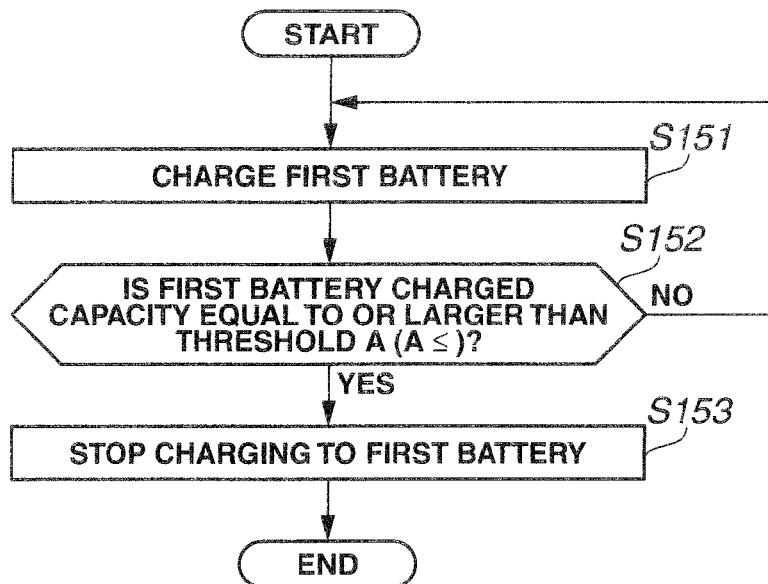 START
S151
CHARGE FIRST BATTERY
S152
IS FIRST BATTERY CHARGED
CAPACITY EQUAL TO OR LARGER THAN
THRESHOLD A (A ≤ )?
NO
YES
S153
STOP CHARGING TO FIRST BATTERY
END